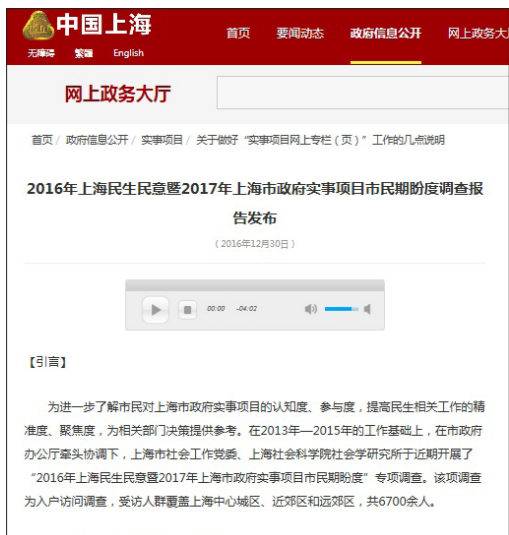 中国上海
首页 要闻动态 政府信息公开 网上政务大
无障碍 繁體 English
网上政务大厅
首页 / 政府信息公开 / 实事项目 / 关于做好“实事项目网上专栏（页）”工作的几点说明
2016年上海民生民意暨2017年上海市政府实事项目市民期盼度调查报
告发布
（2016年12月30日）
00:00 -04:02
【引言】
为进一步了解市民对上海市政府实事项目的认知度、参与度，提高民生相关工作的精
准度、聚焦度，为相关部门决策提供参考。在2013年—2015年的工作基础上，在市政府
办公厅牵头协调下，上海市社会工作党委、上海社会科学院社会学研究所于近期开展了
“2016年上海民生民意暨2017年上海市政府实事项目市民期盼度”专项调查。该项调查
为入户访问调查，受访人群覆盖上海中心城区、近郊区和远郊区，共6700余人。